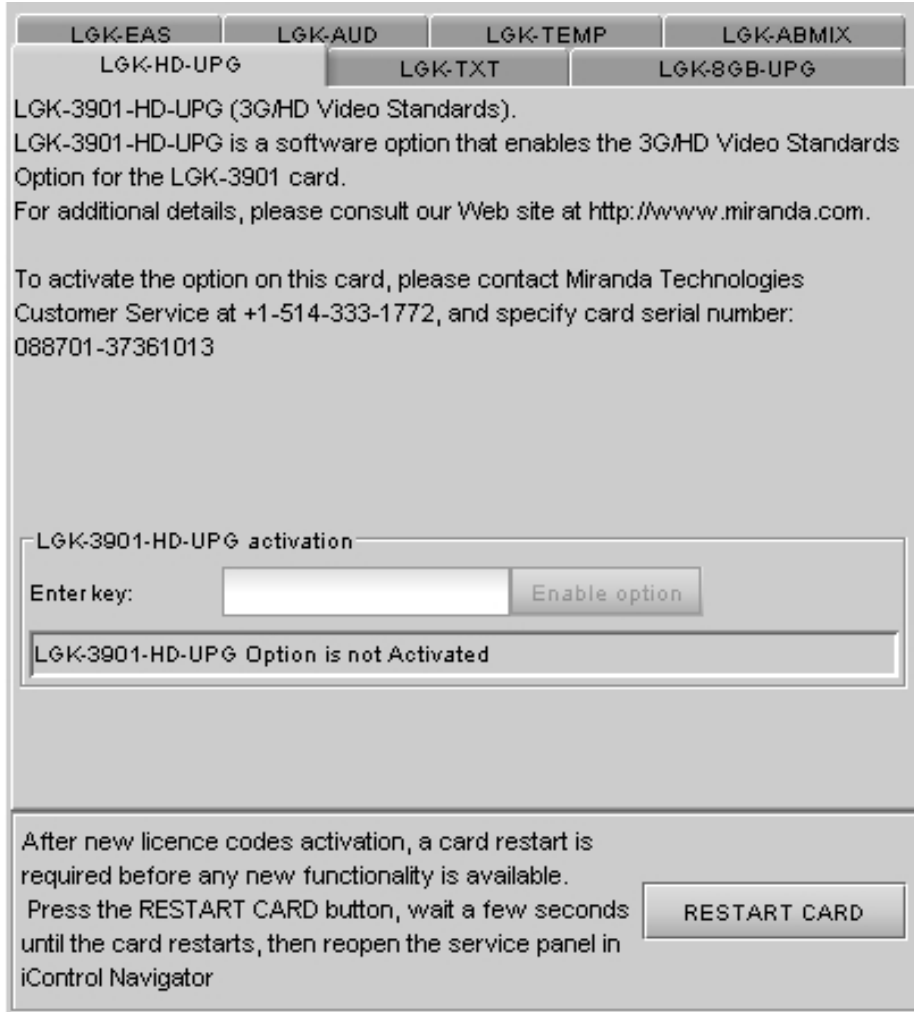 LGK-EAS LGK-AUD LGK-TEMP LGK-ABMIX
LGK-HD-UPG LGK-TXT LGK-8GB-UPG
LGK-3901-HD-UPG (3G/HD Video Standards).
LGK-3901-HD-UPG is a software option that enables the 3G/HD Video Standards
Option for the LGK-3901 card.
For additional details, please consult our Web site at http://www.miranda.com.
To activate the option on this card, please contact Miranda Technologies
Customer Service at +1-514-333-1772, and specify card serial number:
088701-37361013
LGK-3901-HD-UPG activation
Enter key: Enable option
LGK-3901-HD-UPG Option is not Activated
After new licence codes activation, a card restart is
required before any new functionality is available.
Press the RESTART CARD button, wait a few seconds
RESTART CARD
until the card restarts, then reopen the service panel in
iControl Navigator